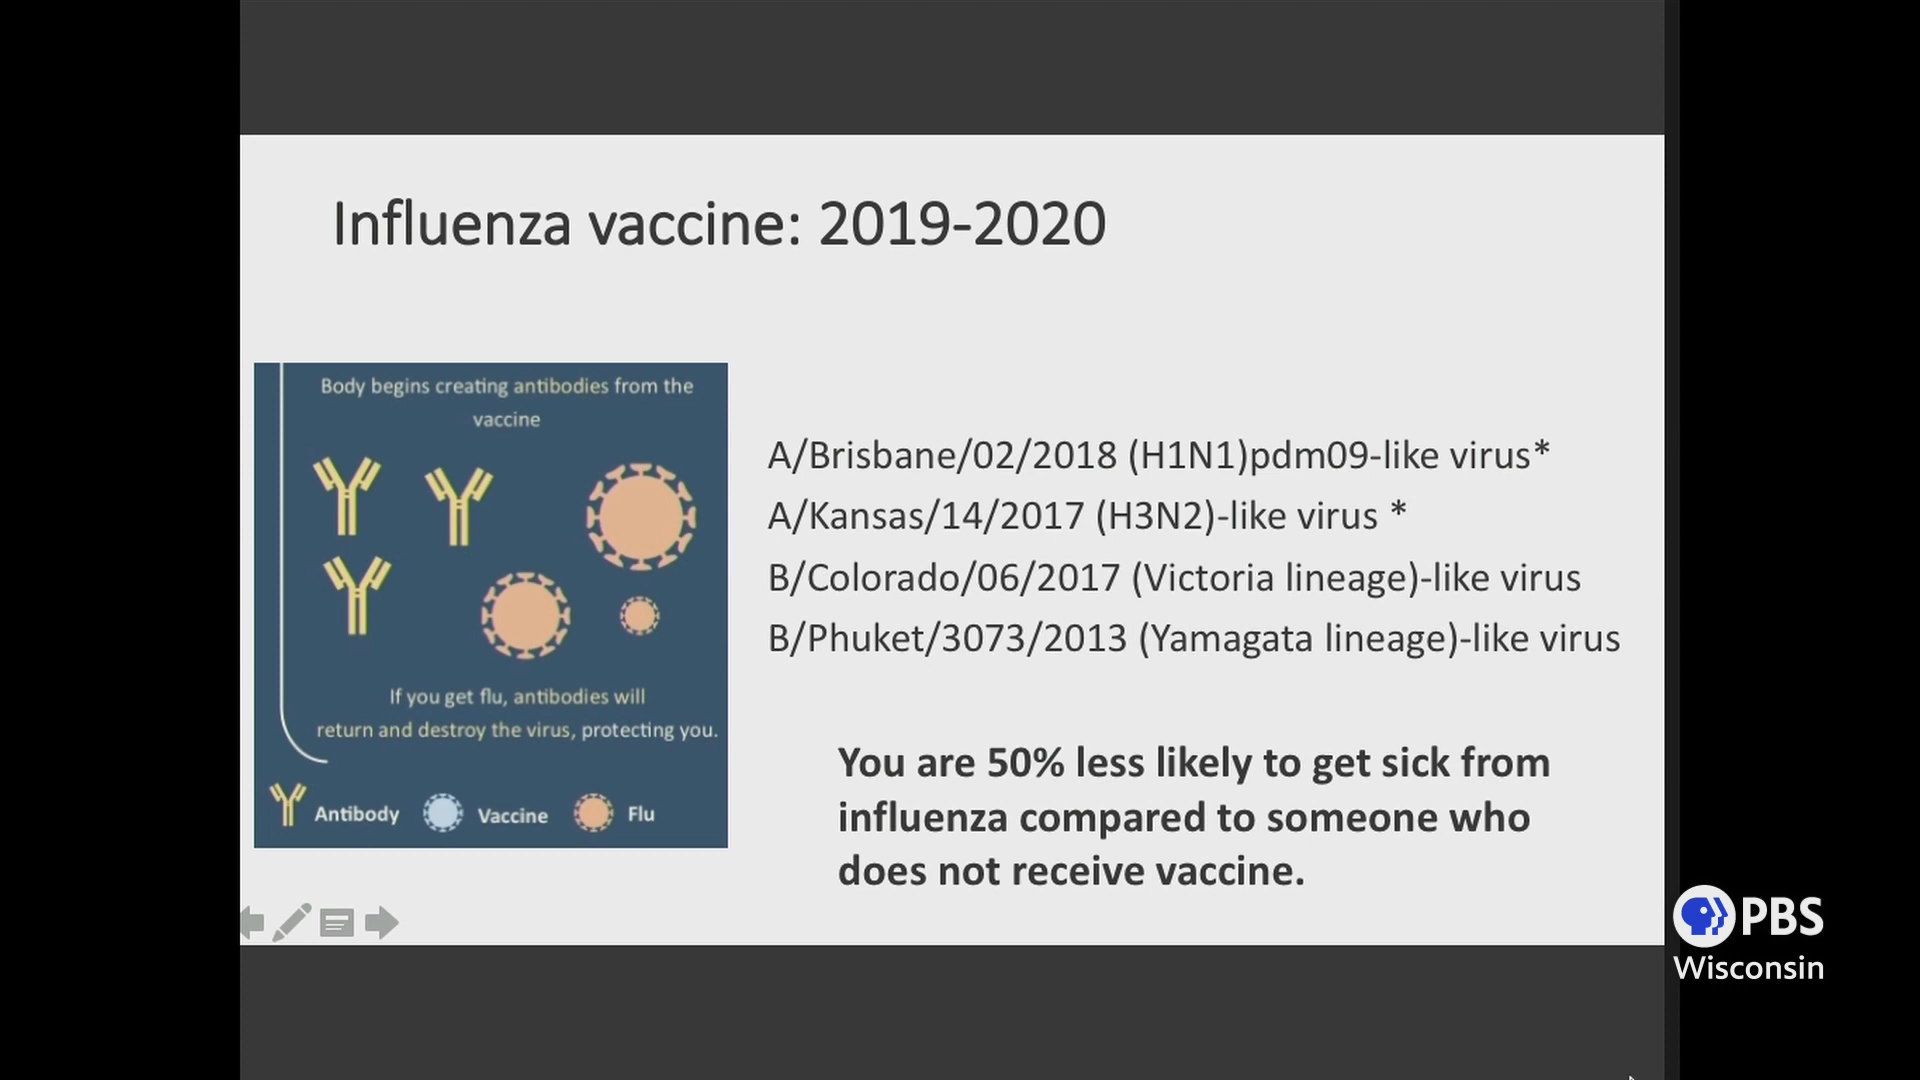 Influenza vaccine: 2019-2020
Body begins creating antibodies from the
vaccine
If you get flu, antibodies will
return and destroy the virus, protecting you.
Antibody
Vaccine
Flu
A/Brisbane/02/2018 (H1N1)pdm09-like virus*
A/Kansas/14/2017 (H3N2)-like virus *
B/Colorado/06/2017 (Victoria lineage)-like virus
B/Phuket/3073/2013 (Yamagata lineage)-like virus
You are 50% less likely to get sick from
influenza compared to someone who
does not receive vaccine.
PBS
Wisconsin